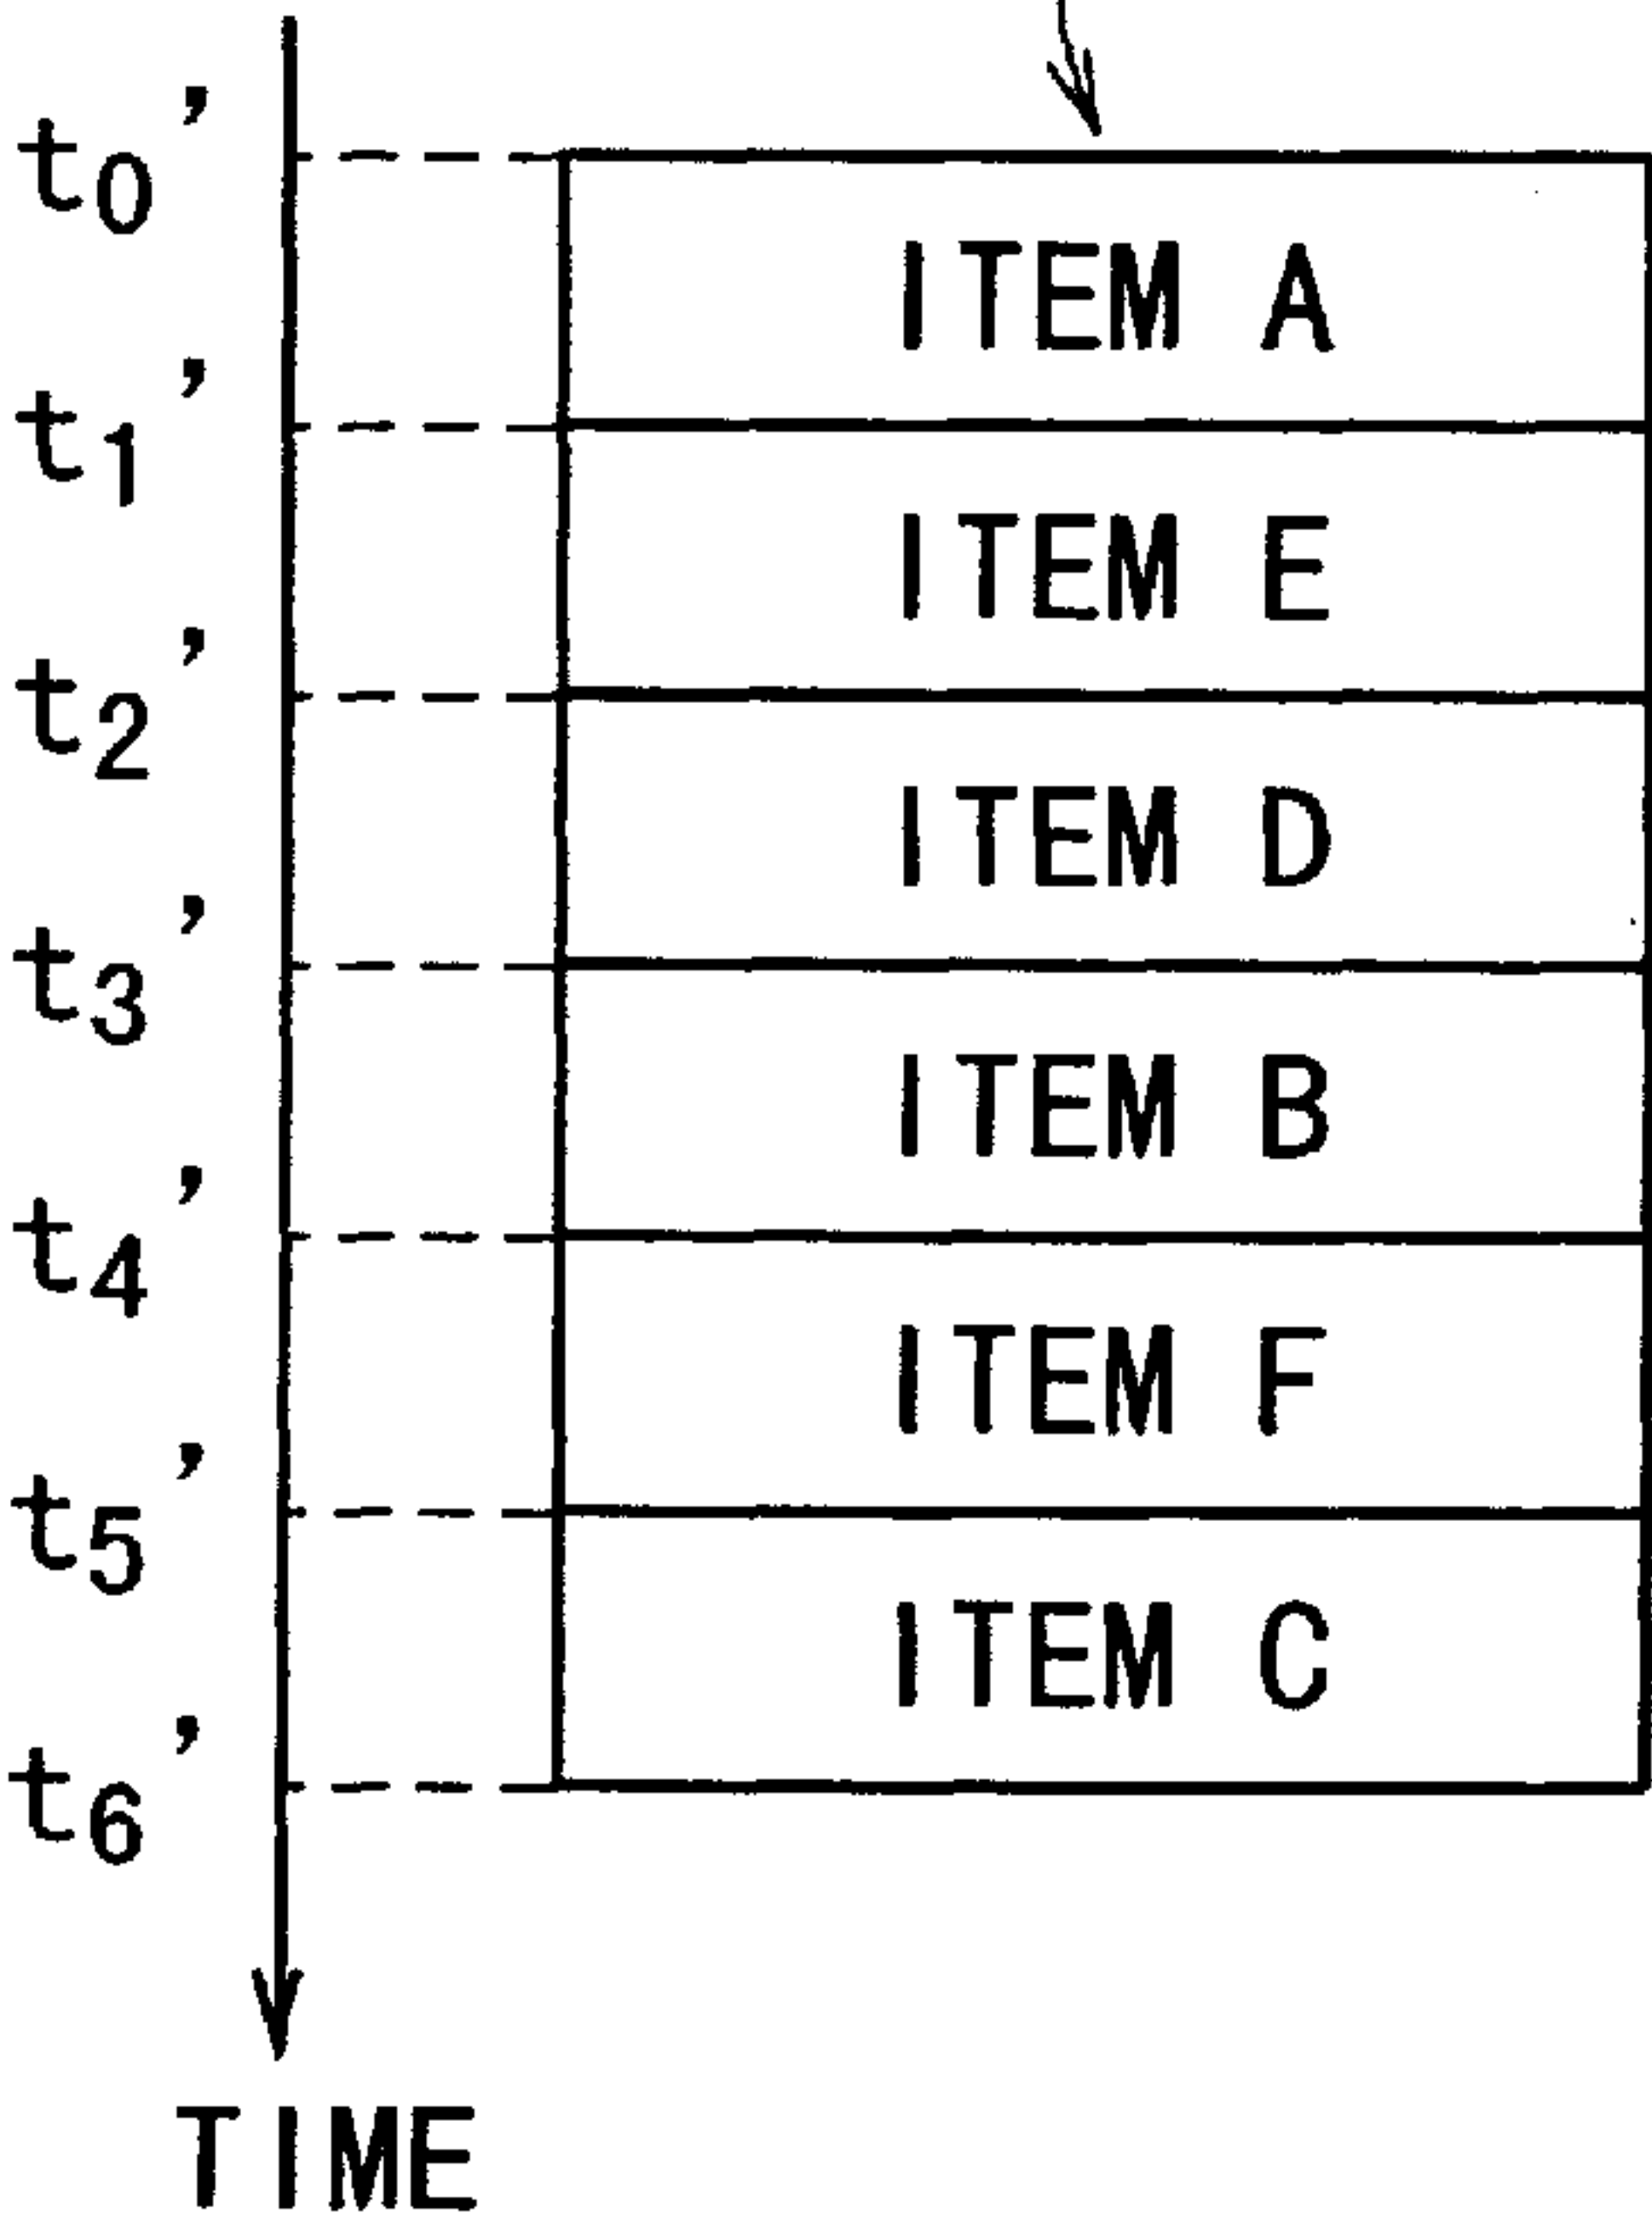 t0'
ITEM A
t1'
ITEM E
t2'
ITEM D
t3'
ITEM B
t4'
ITEM F
t5'
ITEM C
t6'
TIME